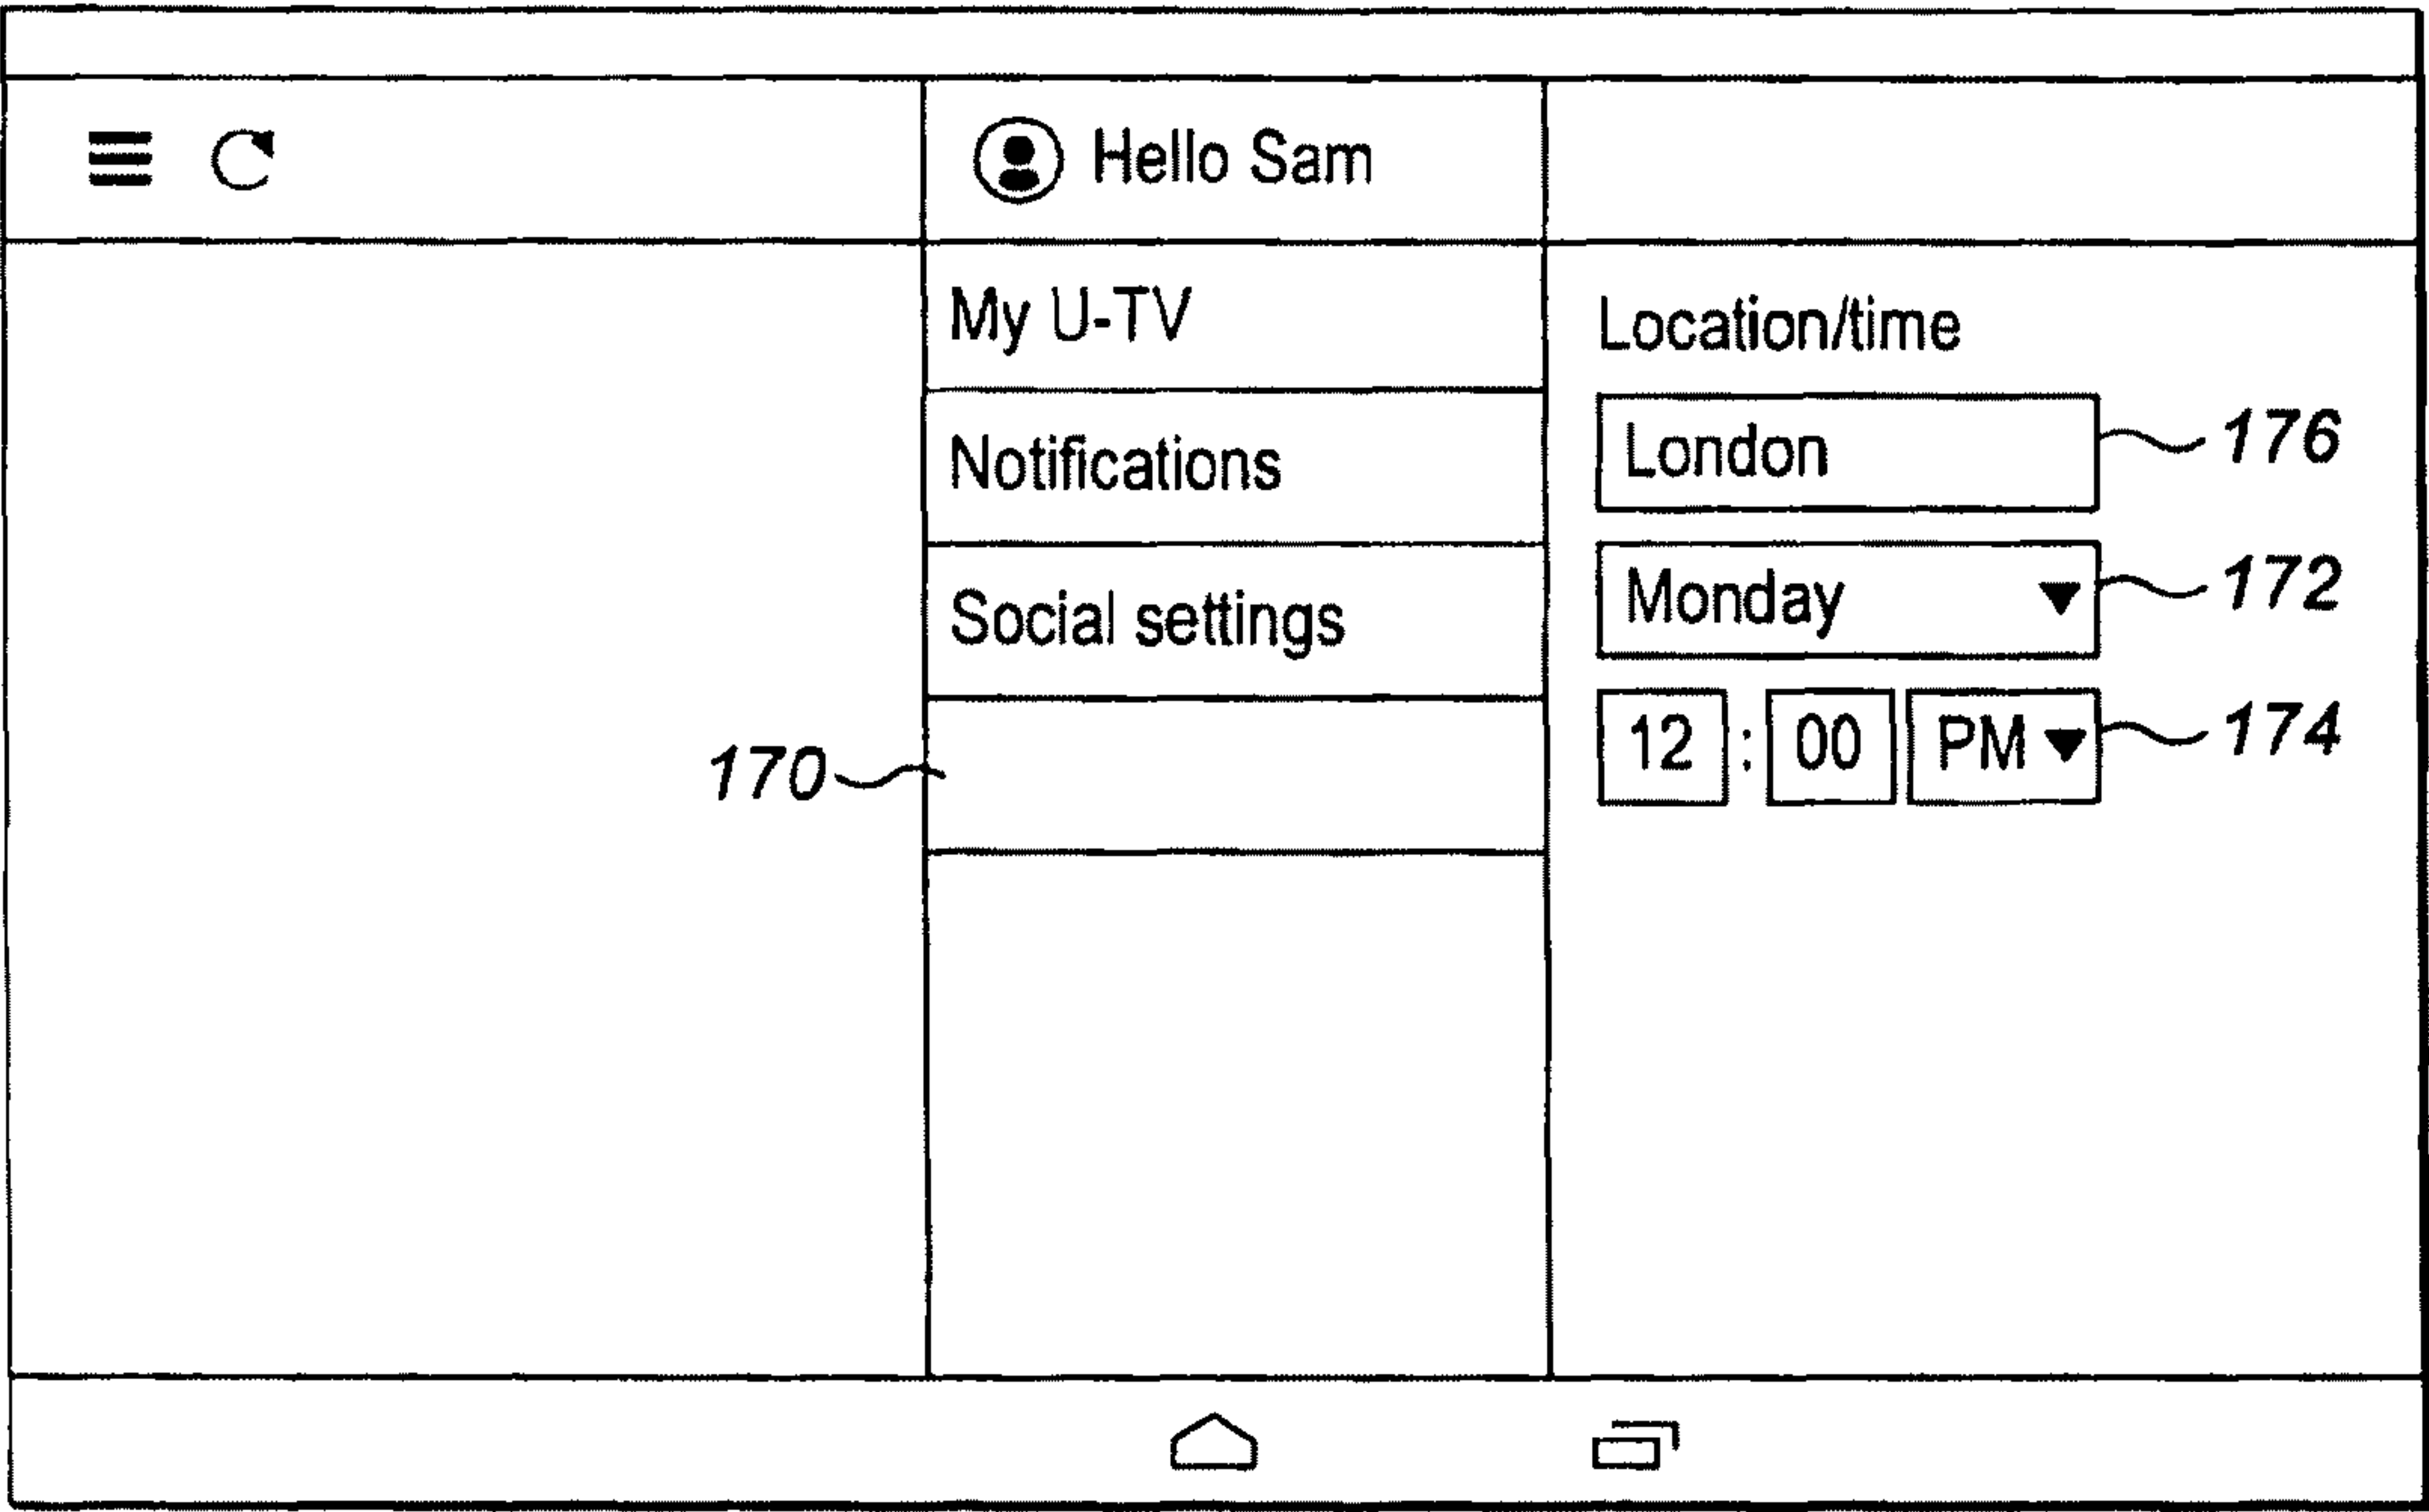 Hello Sam
My U-TV
Notifications
Social settings
170
Location/time
London 176
Monday 172
12 : 00 PM 174